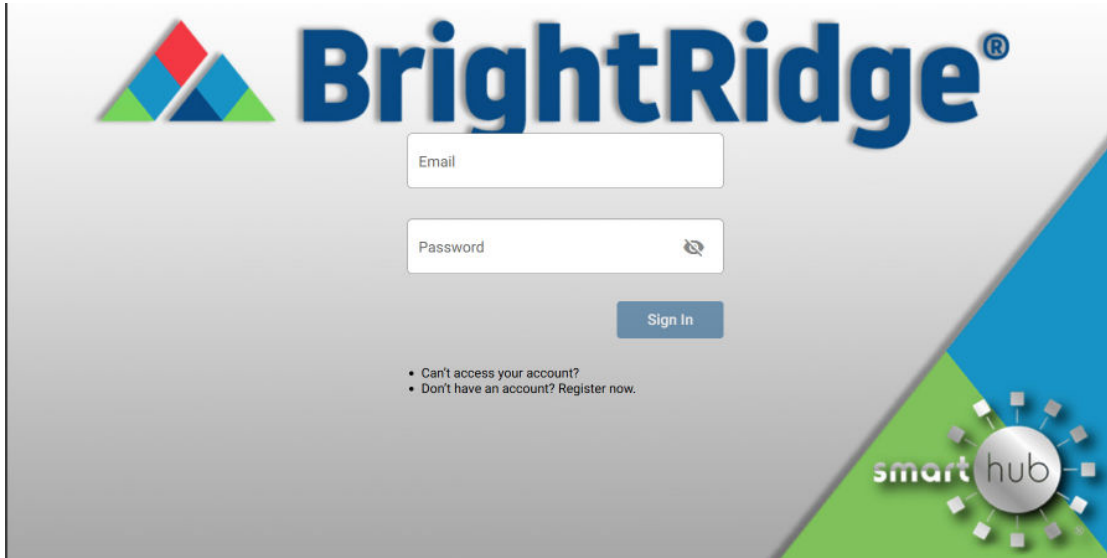 BrightRidge®
Email
Password
Sign In
• Can't access your account?
• Don't have an account? Register now.
smart hub